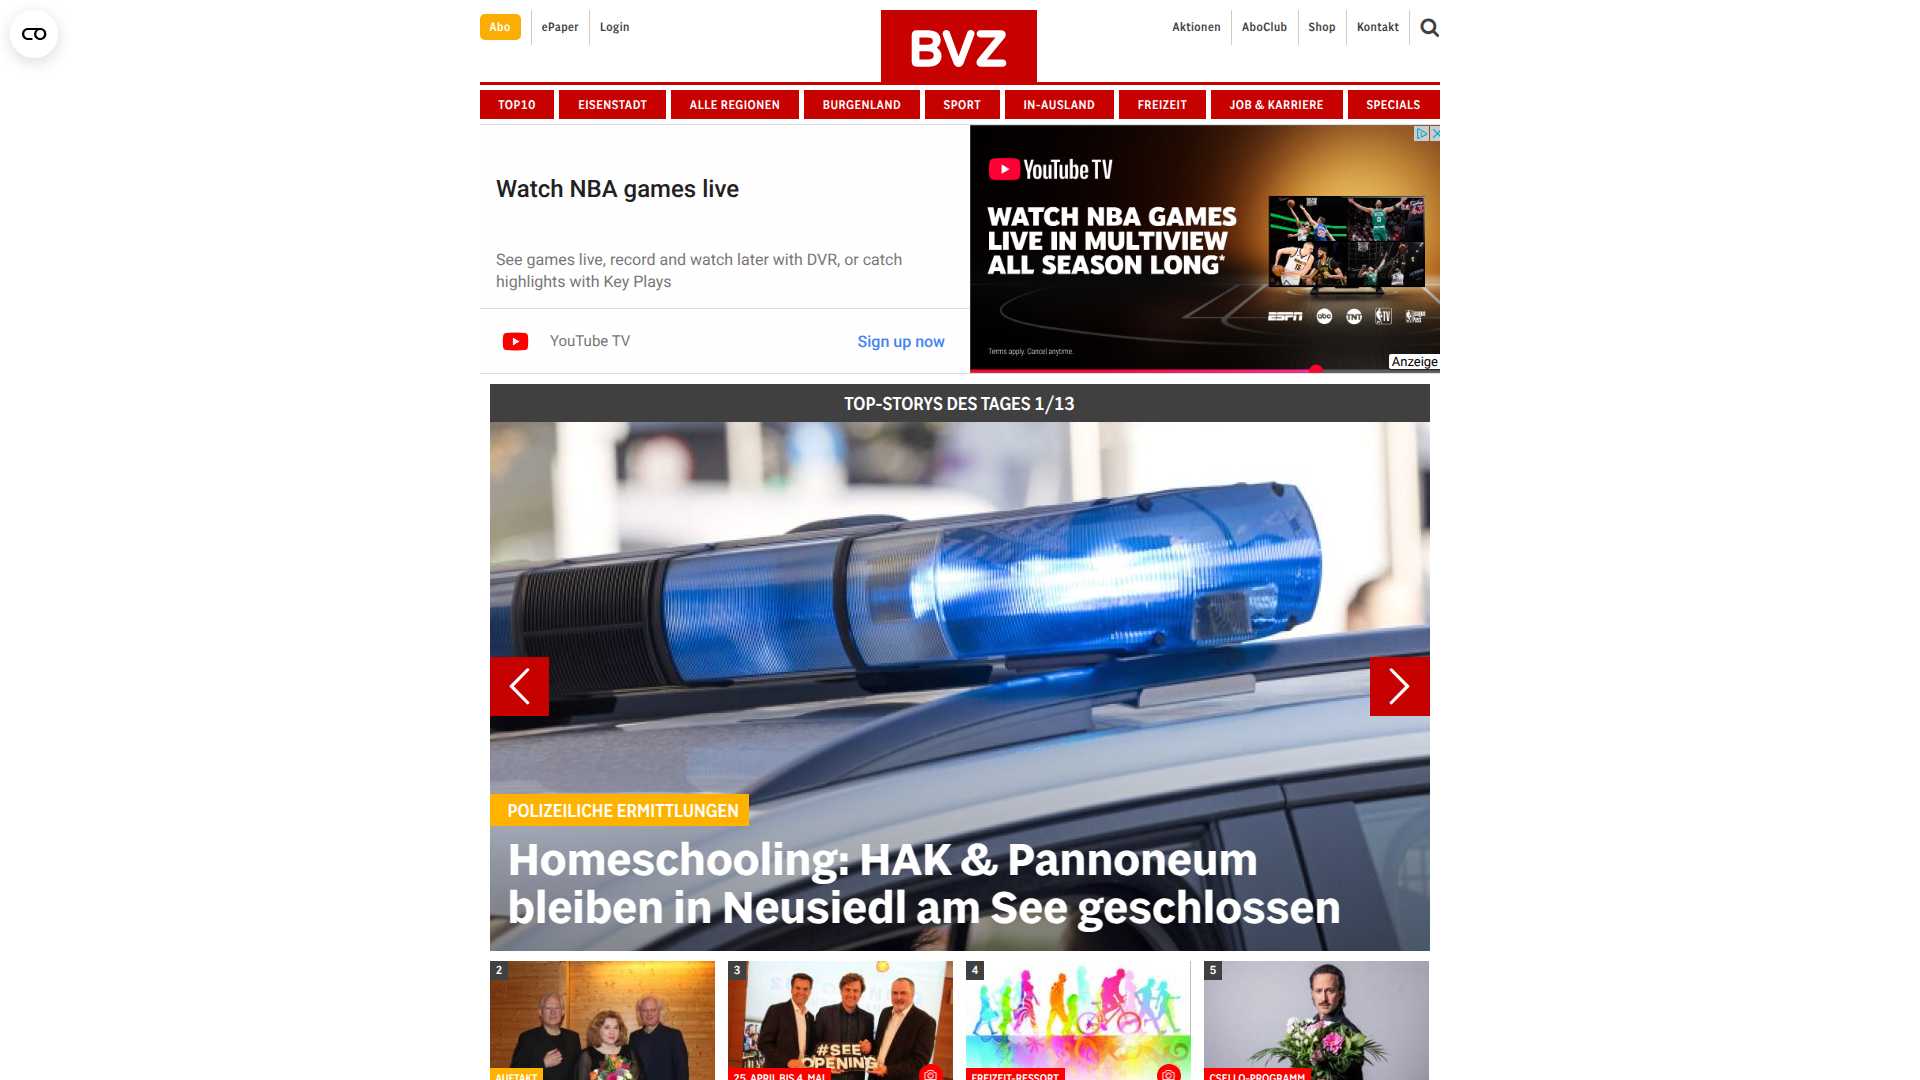 Abo
ePaper
Login
BVZ
Aktionen
AboClub
Shop
Kontakt
TOP10
EISENSTADT
ALLE REGIONEN
BURGENLAND
SPORT
IN-AUSLAND
FREIZEIT
JOB & KARRIERE
SPECIALS
Watch NBA games live
See games live, record and watch later with DVR, or catch
highlights with Key Plays
YouTube TV
Sign up now
YouTube TV
WATCH NBA GAMES
LIVE IN MULTIVIEW
ALL SEASON LONG*
ESPN
abc
TNT
Terms apply. Cancel anytime.
Anzeige
TOP-STORYS DES TAGES 1/13
POLIZEILICHE ERMITTLUNGEN
Homeschooling: HAK & Pannoneum
bleiben in Neusiedl am See geschlossen
2
AUFTAKT
3
#SEE
OPENING
25. APRIL BIS 4. MAI
4
FREIZEIT-RESSORT
5
CSELLO-PROGRAMM